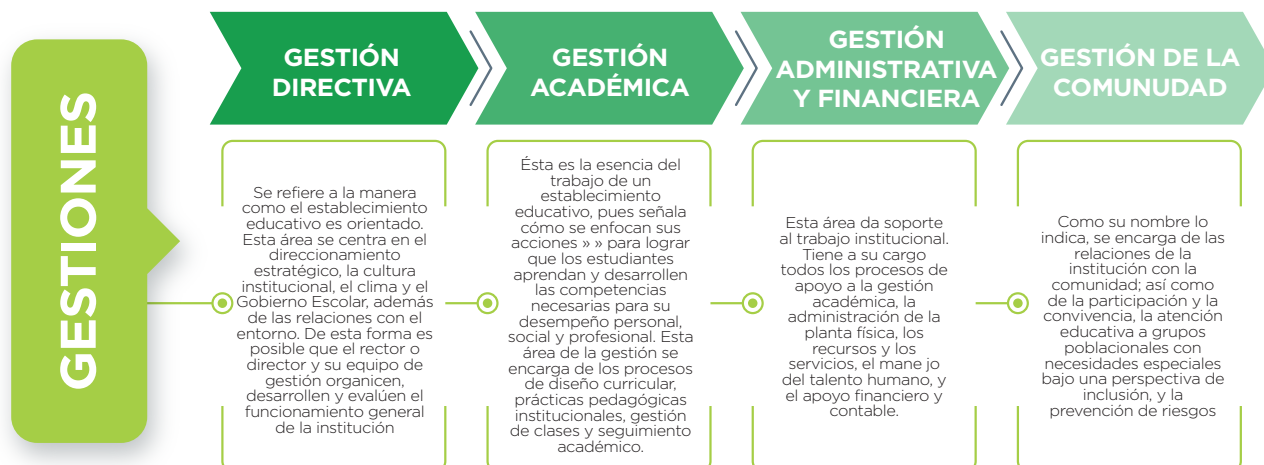 GESTIONES
GESTIÓN
DIRECTIVA
Se refiere a la manera
como el establecimiento
educativo es orientado.
Esta área se centra en el
direccionamiento
estratégico, la cultura
institucional, el clima y el
Gobierno Escolar, además
de las relaciones con el
entorno. De esta forma es
posible que el rector o
director y su equipo de
gestión organicen,
desarrollen y evalúen el
funcionamiento general
de la institución
GESTIÓN
ACADÉMICA
Ésta es la esencia del
trabajo de un
establecimiento
educativo, pues señala
cómo se enfocan sus
acciones » » para lograr
que los estudiantes
aprendan y desarrollen
las competencias
necesarias para su
desempeño personal,
social y profesional. Esta
área de la gestión se
encarga de los procesos
de diseño curricular,
prácticas pedagógicas
institucionales, gestión
de clases y seguimiento
académico.
GESTIÓN
ADMINISTRATIVA
Y FINANCIERA
Esta área da soporte
al trabajo institucional.
Tiene a su cargo
todos los procesos de
apoyo a la gestión
académica, la
administración de la
planta física, los
recursos y los
servicios, el mane jo
del talento humano, y
el apoyo financiero y
contable.
GESTIÓN DE LA
COMUNUDAD
Como su nombre lo
indica, se encarga de las
relaciones de la
institución con la
comunidad; así como
de la participación y la
convivencia, la atención
educativa a grupos
poblacionales con
necesidades especiales
bajo una perspectiva de
inclusión, y la
prevención de riesgos